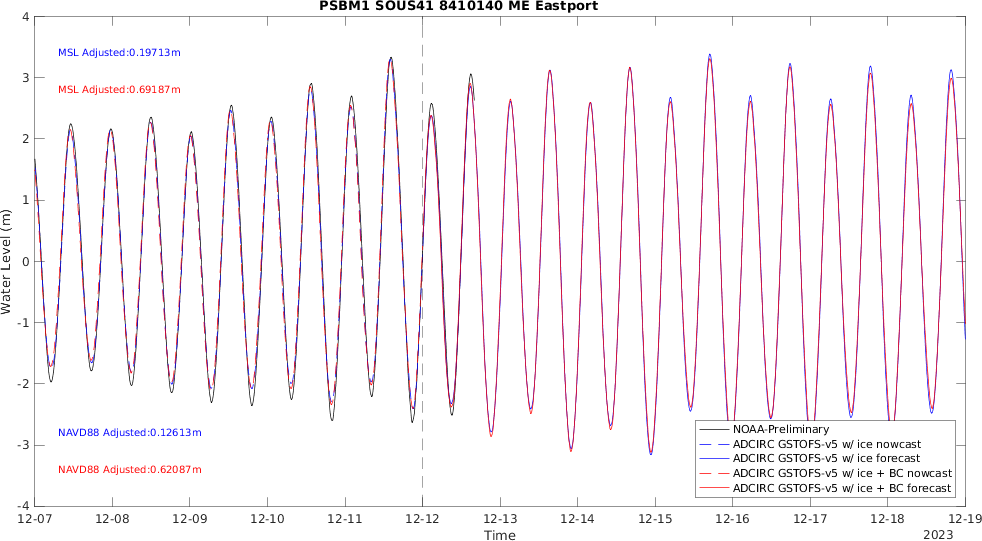 PSBM1 SOUS41 8410140 ME Eastport
4
3
2
1
0
-1
-2
-3
-4
Water Level (m)
MSL Adjusted:0.19713m
MSL Adjusted:0.69187m
NAVD88 Adjusted:0.12613m
NAVD88 Adjusted:0.62087m
NOAA-Preliminary
ADCIRC GSTOFS-v5 w/ ice nowcast
ADCIRC GSTOFS-v5 w/ ice forecast
ADCIRC GSTOFS-v5 w/ ice + BC nowcast
ADCIRC GSTOFS-v5 w/ ice + BC forecast
12-07 12-08 12-09 12-10 12-11 12-12 12-13 12-14 12-15 12-16 12-17 12-18 12-19
Time
2023